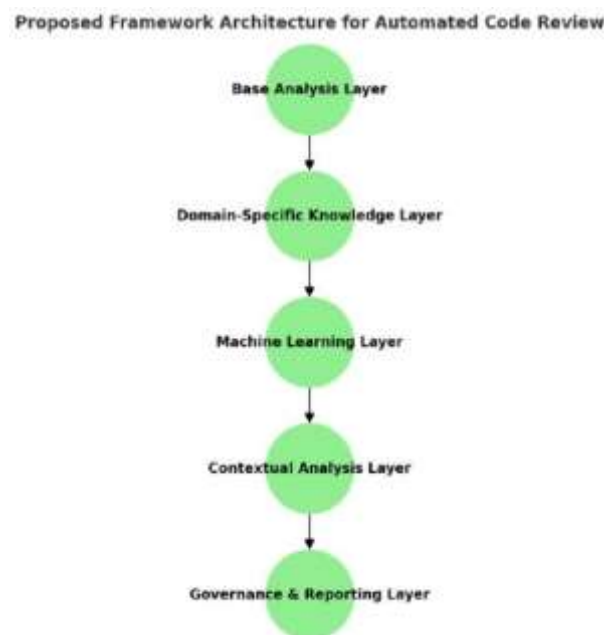 Proposed Framework Architecture for Automated Code Review
Base Analysis Layer
Domain-Specific Knowledge Layer
Machine Learning Layer
Contextual Analysis Layer
Governance & Reporting Layer